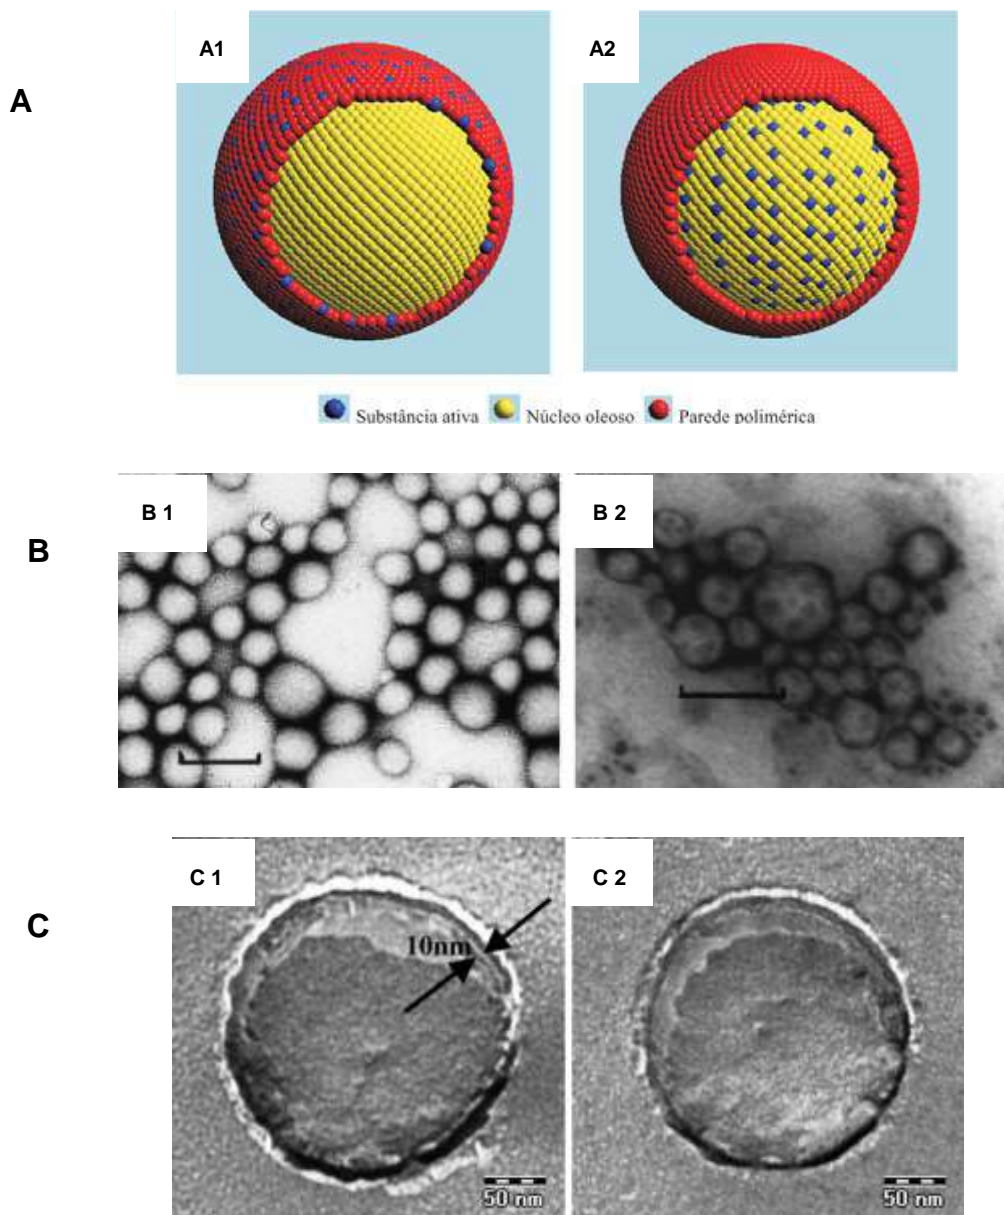 A1
A2
A
Substância ativa Núcleo oleoso Parede polimérica
B 1
B 2
B
C 1
C 2
C
10nm
50 nm
50 nm